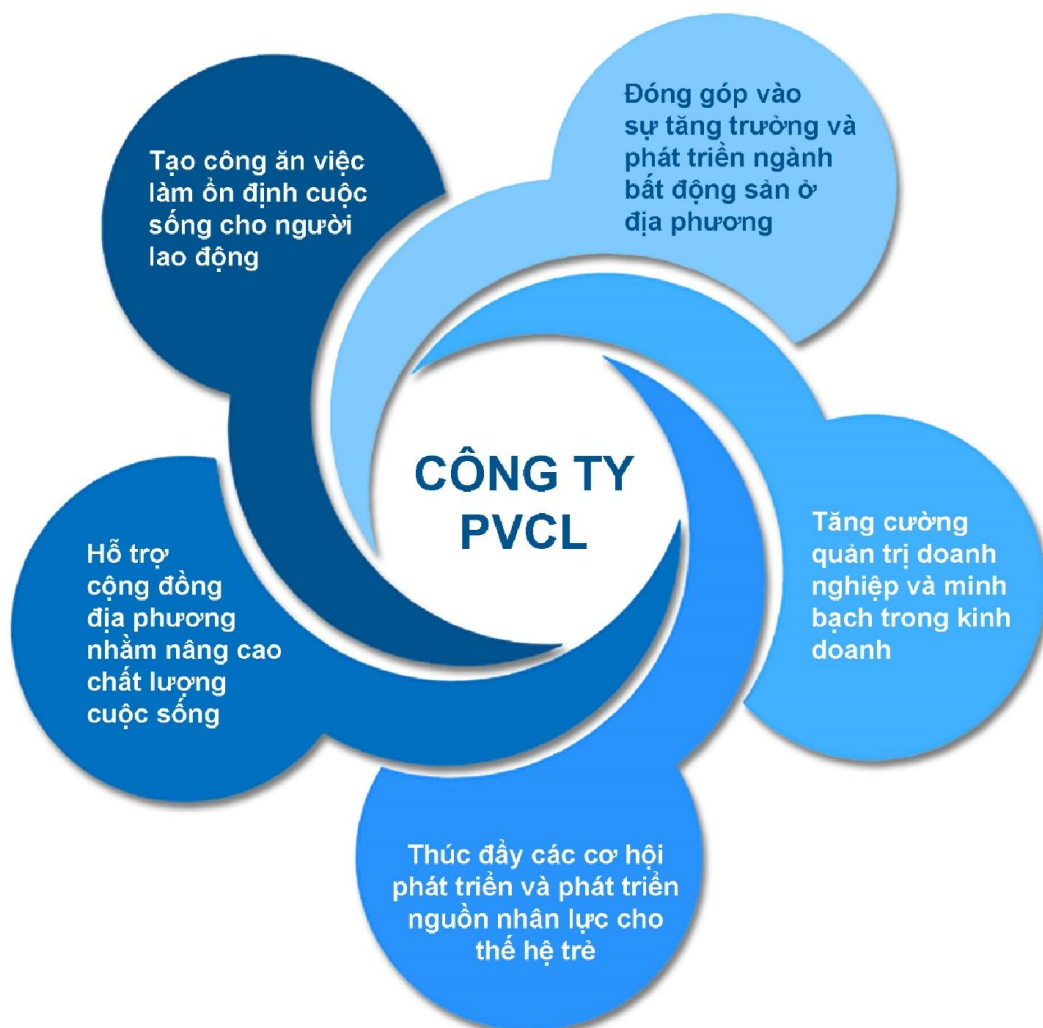 Tạo công ăn việc
làm ổn định cuộc
sống cho người
lao động
Đóng góp vào
sự tăng trưởng và
phát triển ngành
bất động sản ở
địa phương
CÔNG TY
PVCL
Tăng cường
quản trị doanh
nghiệp và minh
bạch trong kinh
doanh
Hỗ trợ
cộng đồng
địa phương
nhằm nâng cao
chất lượng
cuộc sống
Thúc đẩy các cơ hội
phát triển và phát triển
nguồn nhân lực cho
thế hệ trẻ